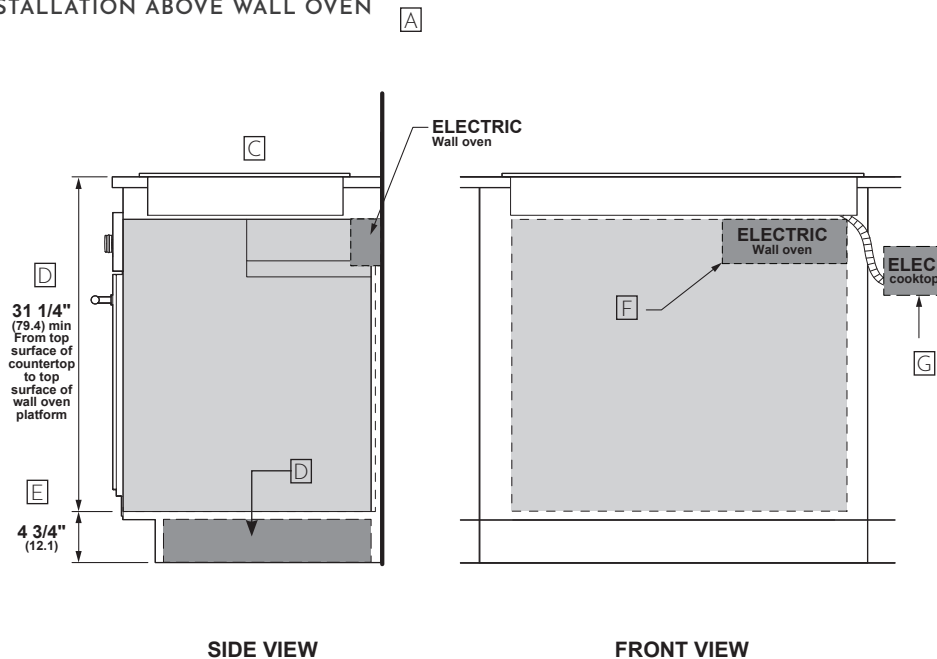 STALLATION ABOVE WALL OVEN
A
ELECTRIC
Wall oven
C
D
31 1/4"
(79.4) min
From top
surface of
countertop
to top
surface of
wall oven
platform
E
4 3/4"
(12.1)
D
SIDE VIEW
ELECTRIC
Wall oven
F
ELEC
cooktop
G
FRONT VIEW